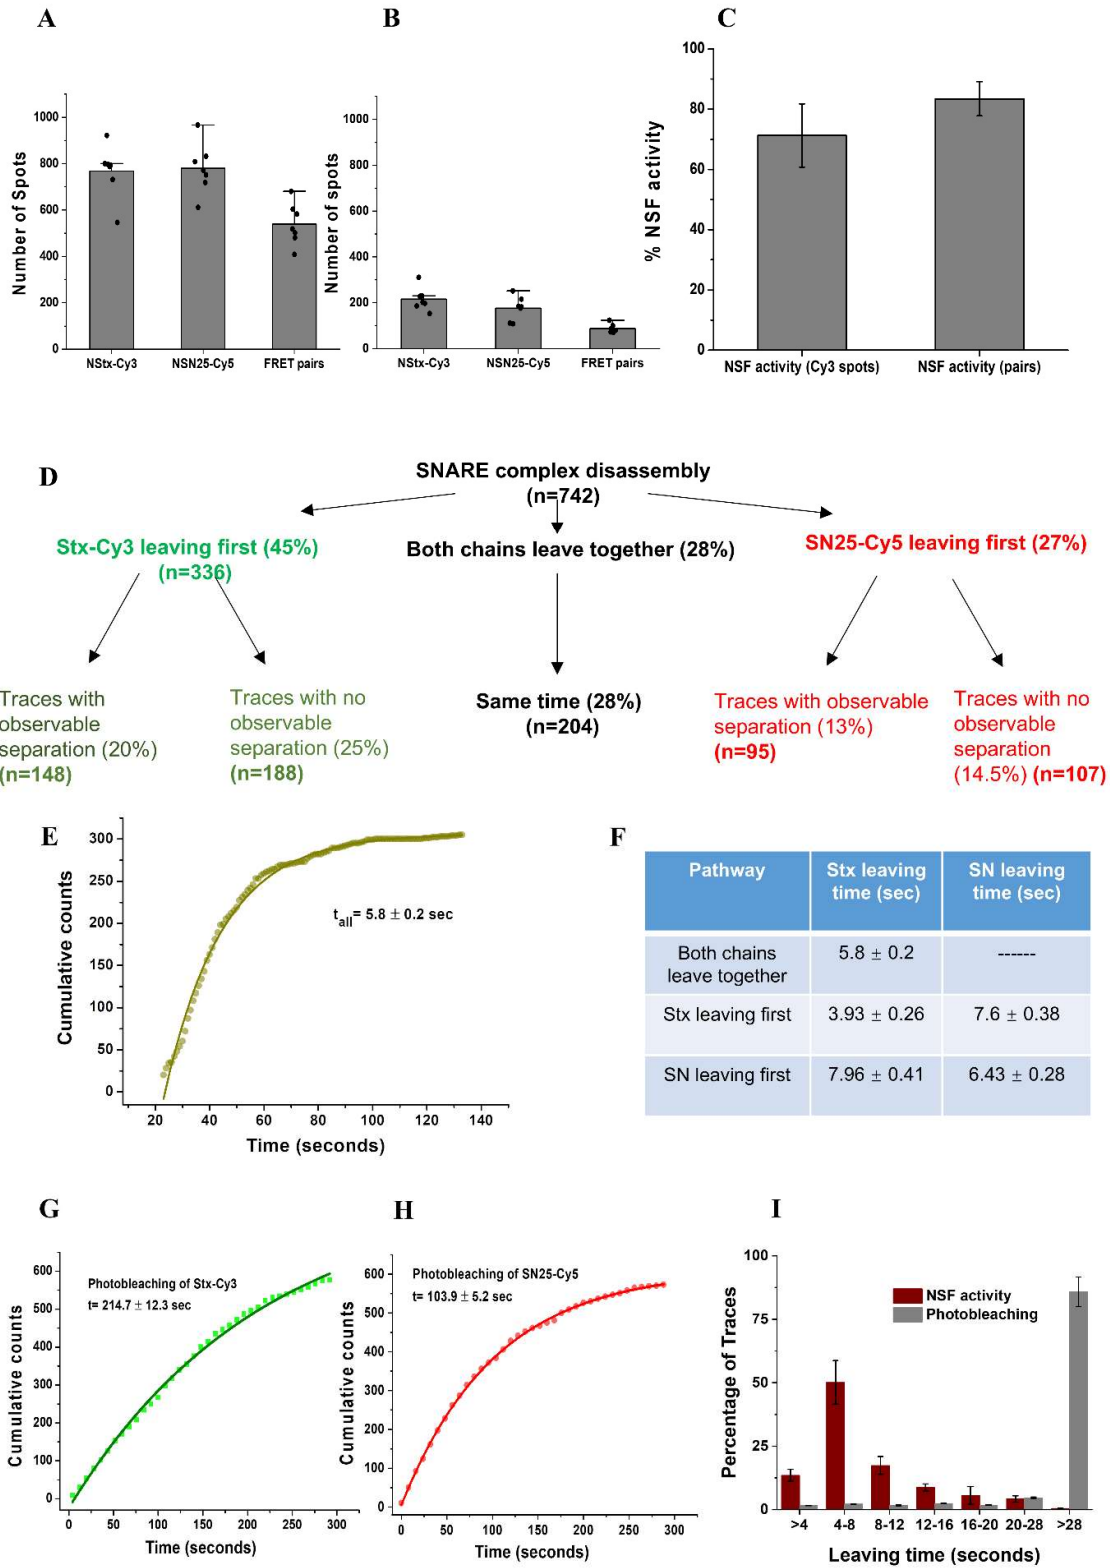 A
B
C
Number of Spots
1000
800
600
400
200
0
NStx-Cy3
NSN25-Cy5
FRET pairs
Number of spots
1000
800
600
400
200
0
NStx-Cy3
NSN25-Cy5
FRET pairs
% NSF activity
100
80
60
40
20
0
NSF activity (Cy3 spots)
NSF activity (pairs)
D
SNARE complex disassembly
(n=742)
Stx-Cy3 leaving first (45%)
(n=336)
Both chains leave together (28%)
SN25-Cy5 leaving first (27%)
Traces with
observable
separation (20%)
(n=148)
Traces with no
observable
separation (25%)
(n=188)
Same time (28%)
(n=204)
Traces with observable
separation (13%)
(n=95)
Traces with no
observable
separation
(14.5%) (n=107)
E
Cumulative counts
300
250
200
150
100
50
0
t_all= 5.8 ± 0.2 sec
20 40 60 80 100 120 140
Time (seconds)
F
Pathway Stx leaving time (sec) SN leaving time (sec)
Both chains leave together 5.8 ± 0.2 ------
Stx leaving first 3.93 ± 0.26 7.6 ± 0.38
SN leaving first 7.96 ± 0.41 6.43 ± 0.28
G
Cumulative counts
600
500
400
300
200
100
0
Photobleaching of Stx-Cy3
t= 214.7 ± 12.3 sec
0 50 100 150 200 250 300
Time (seconds)
H
Cumulative counts
600
500
400
300
200
100
0
Photobleaching of SN25-Cy5
t= 103.9 ± 5.2 sec
0 50 100 150 200 250 300
Time (seconds)
I
Percentage of Traces
100
75
50
25
0
NSF activity
Photobleaching
>4 4-8 8-12 12-16 16-20 20-28 >28
Leaving time (seconds)